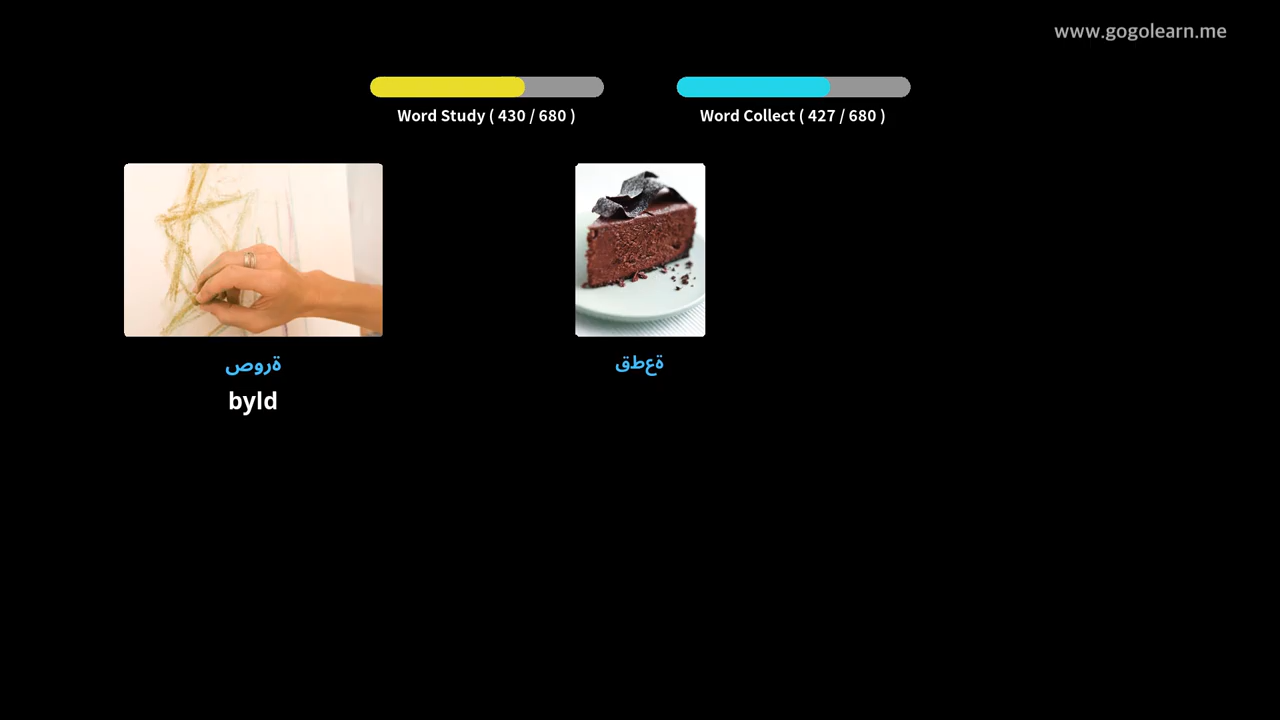 www.gogolearn.me
Word Study ( 430 / 680 )
Word Collect ( 427 / 680 )
ةروص
ةعطق
byld